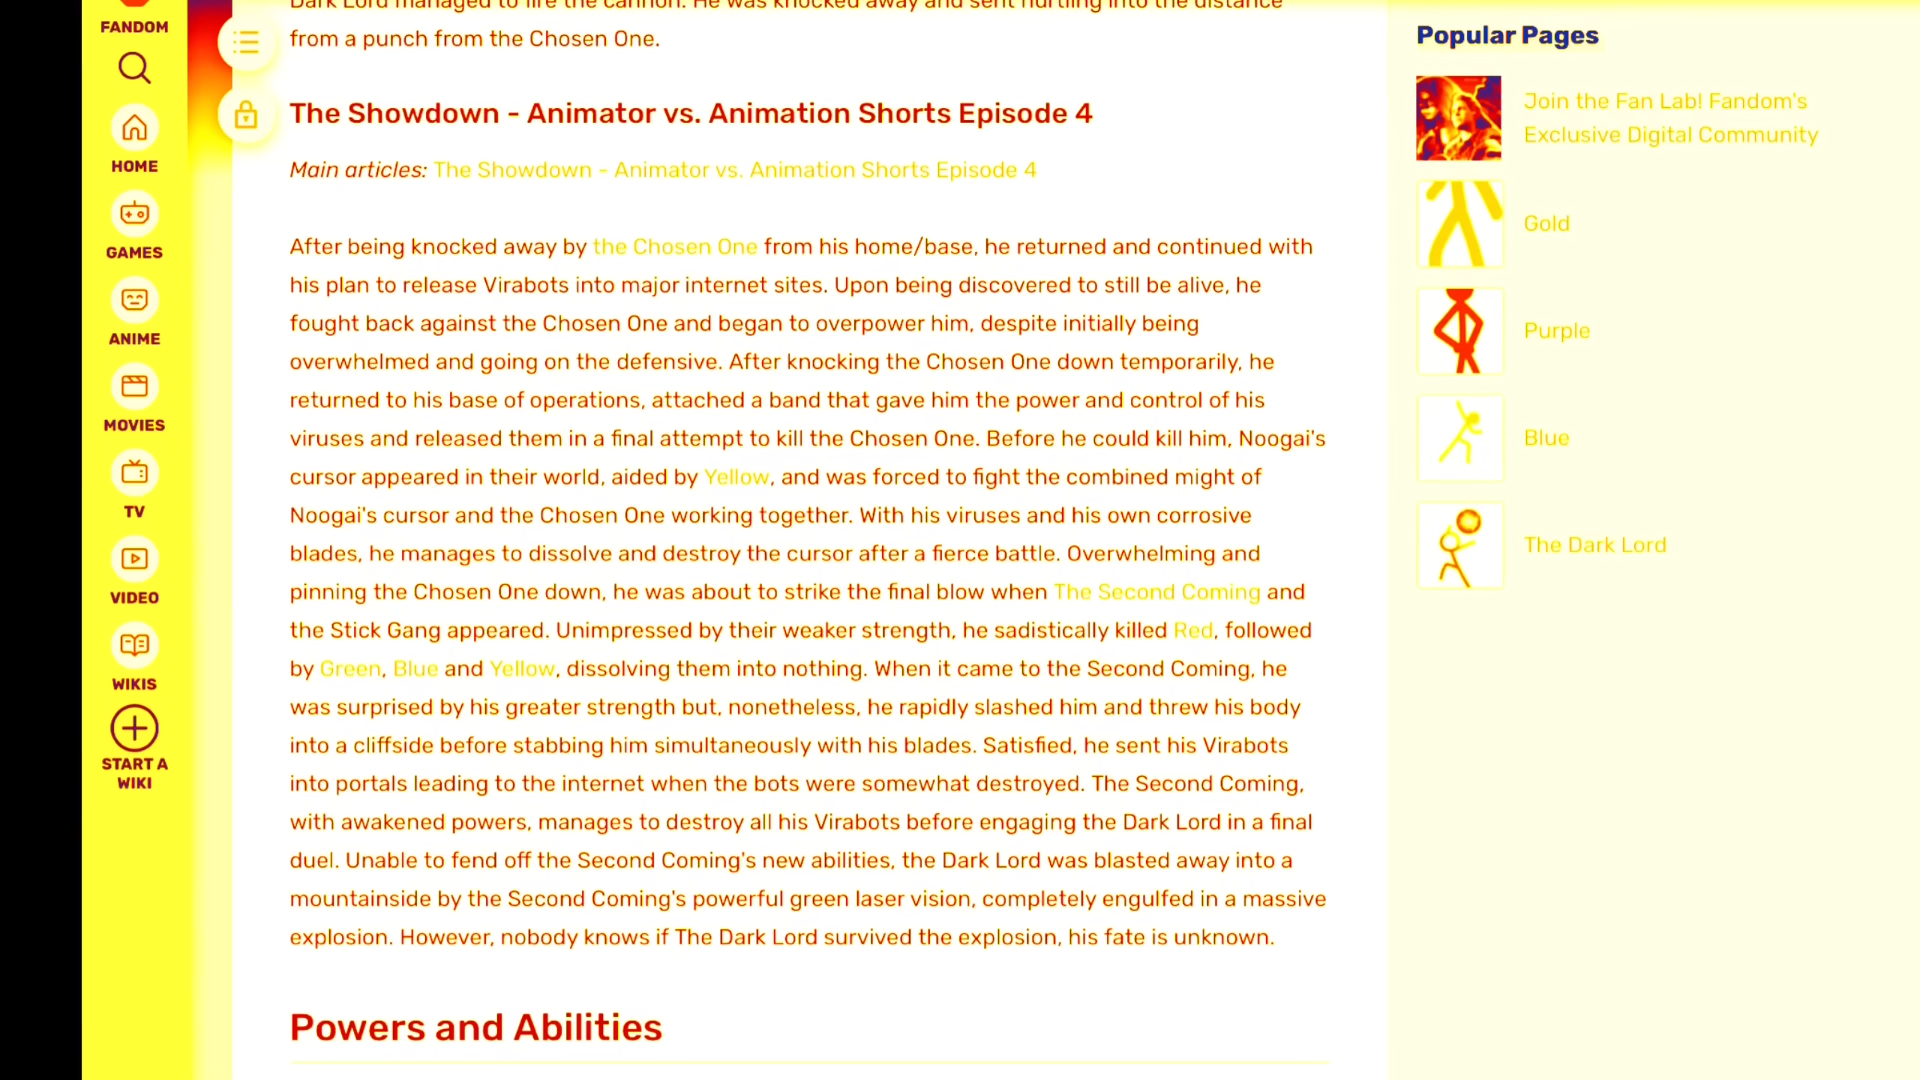 FANDOM
HOME
GAMES
ANIME
MOVIES
TV
VIDEO
WIKIS
START A
WIKI
Dark Lord managed to fire the cannon. He was knocked away and sent hurtling into the distance
from a punch from the Chosen One.
The Showdown - Animator vs. Animation Shorts Episode 4
Main articles: The Showdown - Animator vs. Animation Shorts Episode 4
After being knocked away by the Chosen One from his home/base, he returned and continued with
his plan to release Virabots into major internet sites. Upon being discovered to still be alive, he
fought back against the Chosen One and began to overpower him, despite initially being
overwhelmed and going on the defensive. After knocking the Chosen One down temporarily, he
returned to his base of operations, attached a band that gave him the power and control of his
viruses and released them in a final attempt to kill the Chosen One. Before he could kill him, Noogai's
cursor appeared in their world, aided by Yellow, and was forced to fight the combined might of
Noogai's cursor and the Chosen One working together. With his viruses and his own corrosive
blades, he manages to dissolve and destroy the cursor after a fierce battle. Overwhelming and
pinning the Chosen One down, he was about to strike the final blow when The Second Coming and
the Stick Gang appeared. Unimpressed by their weaker strength, he sadistically killed Red, followed
by Green, Blue and Yellow, dissolving them into nothing. When it came to the Second Coming, he
was surprised by his greater strength but, nonetheless, he rapidly slashed him and threw his body
into a cliffside before stabbing him simultaneously with his blades. Satisfied, he sent his Virabots
into portals leading to the internet when the bots were somewhat destroyed. The Second Coming,
with awakened powers, manages to destroy all his Virabots before engaging the Dark Lord in a final
duel. Unable to fend off the Second Coming's new abilities, the Dark Lord was blasted away into a
mountainside by the Second Coming's powerful green laser vision, completely engulfed in a massive
explosion. However, nobody knows if The Dark Lord survived the explosion, his fate is unknown.
Powers and Abilities
Popular Pages
Join the Fan Lab! Fandom's
Exclusive Digital Community
Gold
Purple
Blue
The Dark Lord